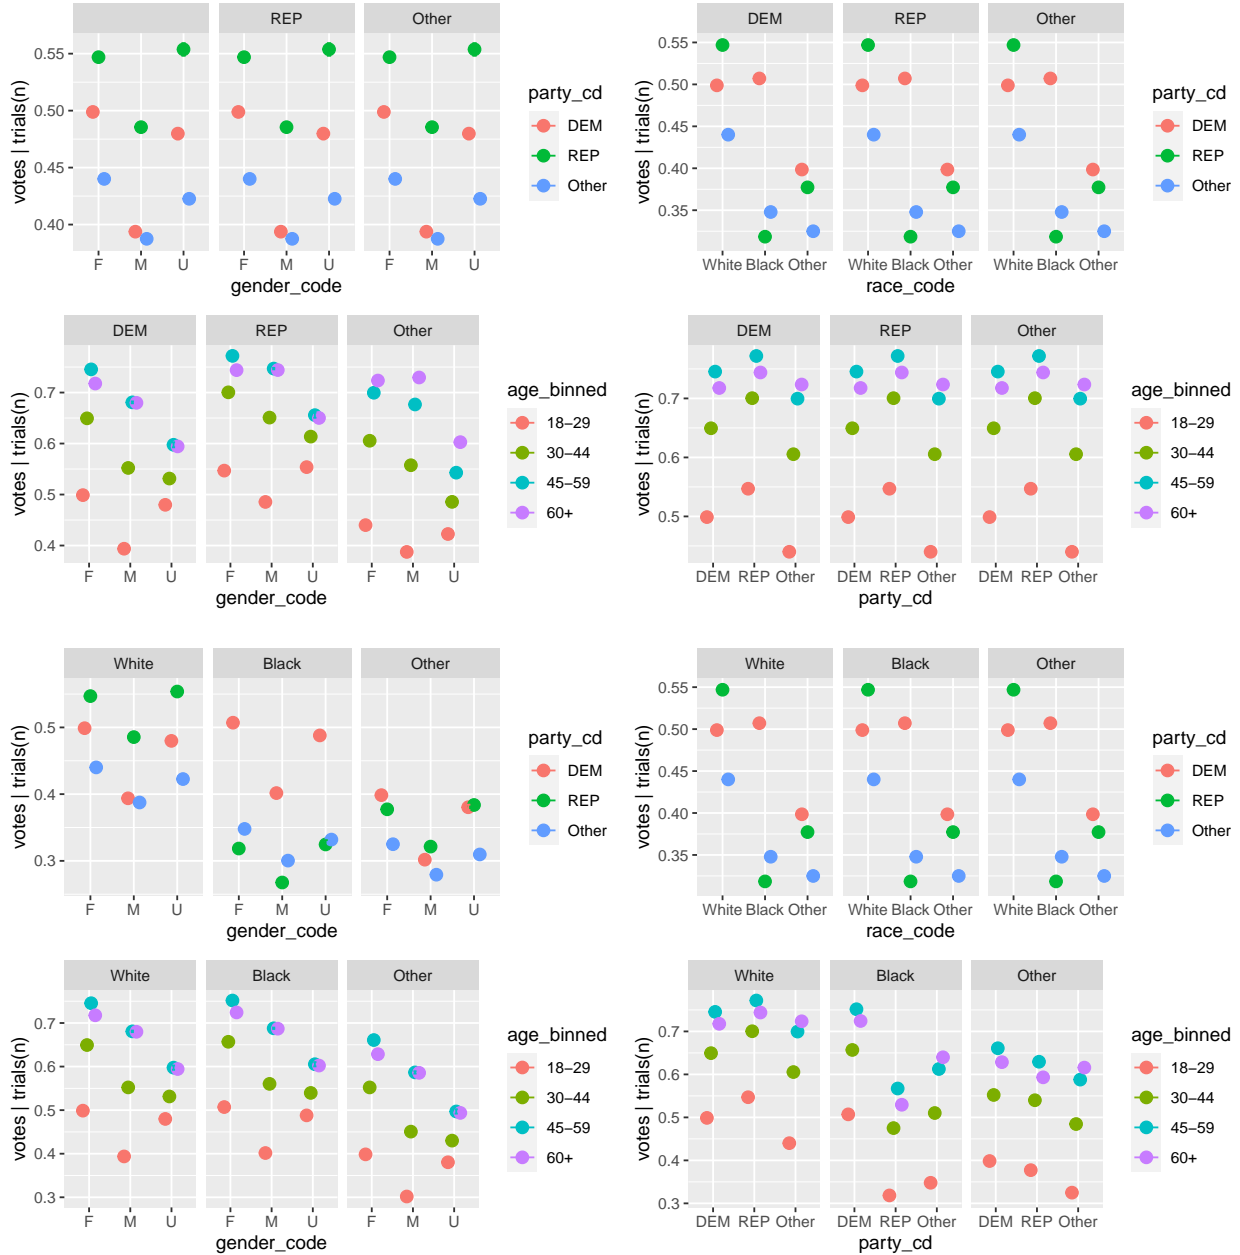 REP Other
votes | trials(n)
0.55
0.50
0.45
0.40
F M U F M U F M U
gender_code
party_cd
DEM
REP
Other
DEM REP Other
votes | trials(n)
0.55
0.50
0.45
0.40
0.35
White Black Other White Black Other White Black Other
race_code
party_cd
DEM
REP
Other
DEM REP Other
votes | trials(n)
0.7
0.6
0.5
0.4
F M U F M U F M U
gender_code
age_binned
18−29
30−44
45−59
60+
DEM REP Other
votes | trials(n)
0.7
0.6
0.5
DEM REP Other DEM REP Other DEM REP Other
party_cd
age_binned
18−29
30−44
45−59
60+
White Black Other
votes | trials(n)
0.5
0.4
0.3
F M U F M U F M U
gender_code
party_cd
DEM
REP
Other
White Black Other
votes | trials(n)
0.55
0.50
0.45
0.40
0.35
White Black Other White Black Other White Black Other
race_code
party_cd
DEM
REP
Other
White Black Other
votes | trials(n)
0.7
0.6
0.5
0.4
0.3
F M U F M U F M U
gender_code
age_binned
18−29
30−44
45−59
60+
White Black Other
votes | trials(n)
0.7
0.6
0.5
0.4
0.3
DEM REP Other DEM REP Other DEM REP Other
party_cd
age_binned
18−29
30−44
45−59
60+